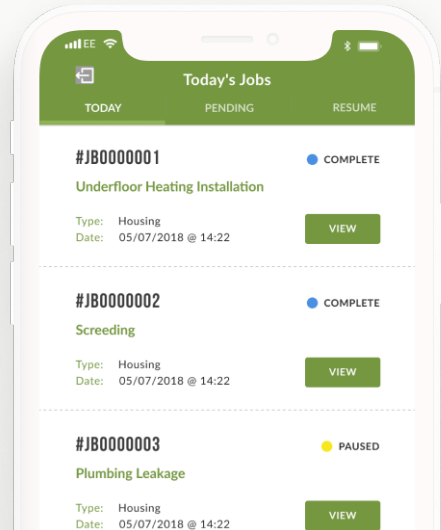 EE
Today's Jobs
TODAY PENDING RESUME
#JB0000001 COMPLETE
Underfloor Heating Installation
Type: Housing
Date: 05/07/2018 @ 14:22
VIEW
#JB0000002 COMPLETE
Screeding
Type: Housing
Date: 05/07/2018 @ 14:22
VIEW
#JB0000003 PAUSED
Plumbing Leakage
Type: Housing
Date: 05/07/2018 @ 14:22
VIEW